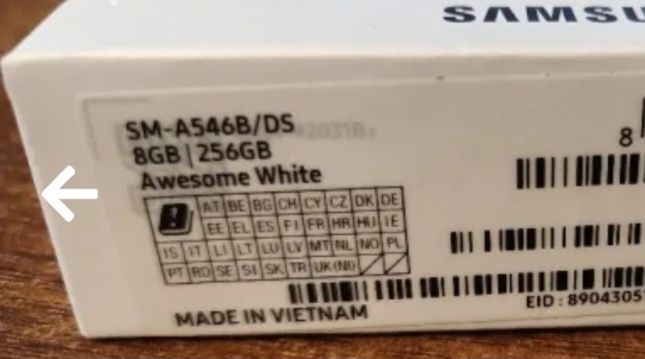 SAMSU
SM-A546B/DS
8GB | 256GB
Awesome White
AT BE BG CH CY CZ DK DE
EE EL ES FI FR HR HU IE
IS IT LI LT LU LV MT NL NO PL
PT RO SE SI SK TR UK(NI)
8
EID : 8904305
MADE IN VIETNAM